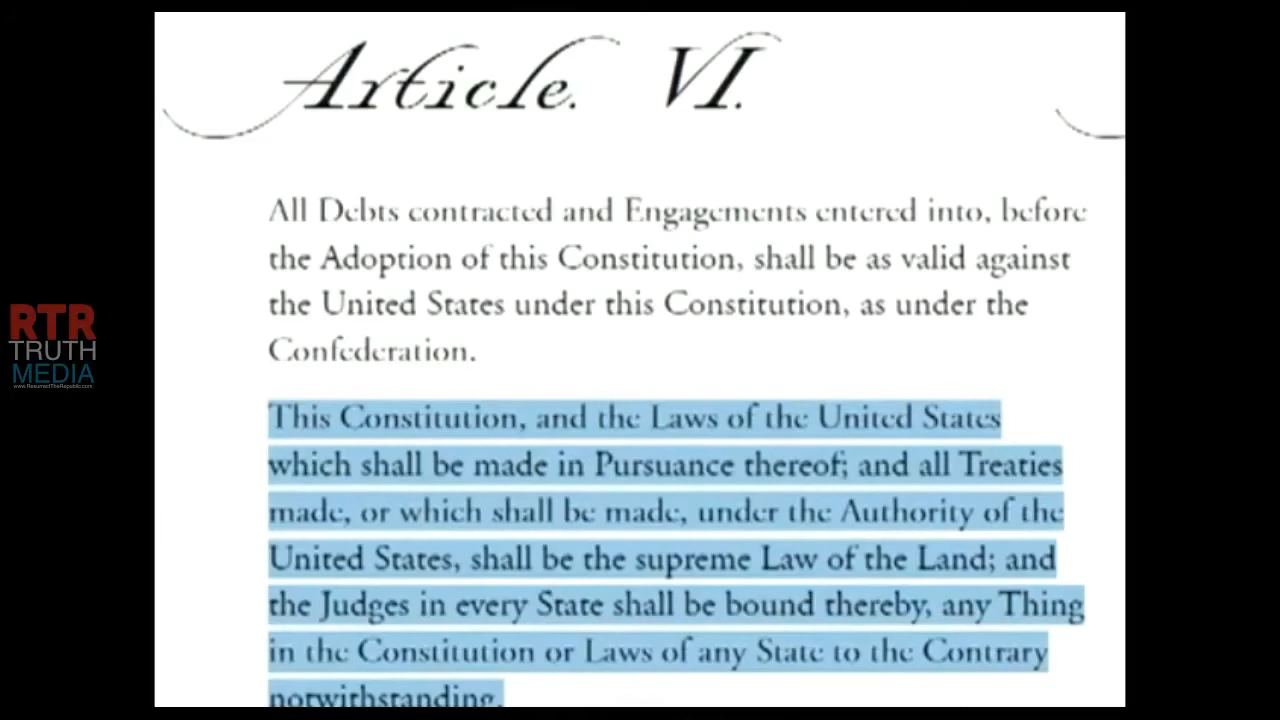 Article. VI.
All Debts contracted and Engagements entered into, before
the Adoption of this Constitution, shall be as valid against
the United States under this Constitution, as under the
Confederation.
This Constitution, and the Laws of the United States
which shall be made in Pursuance thereof; and all Treaties
made, or which shall be made, under the Authority of the
United States, shall be the supreme Law of the Land; and
the Judges in every State shall be bound thereby, any Thing
in the Constitution or Laws of any State to the Contrary
notwithstanding.
RTR
TRUTH
MEDIA
www.ResurrectTheRepublic.com